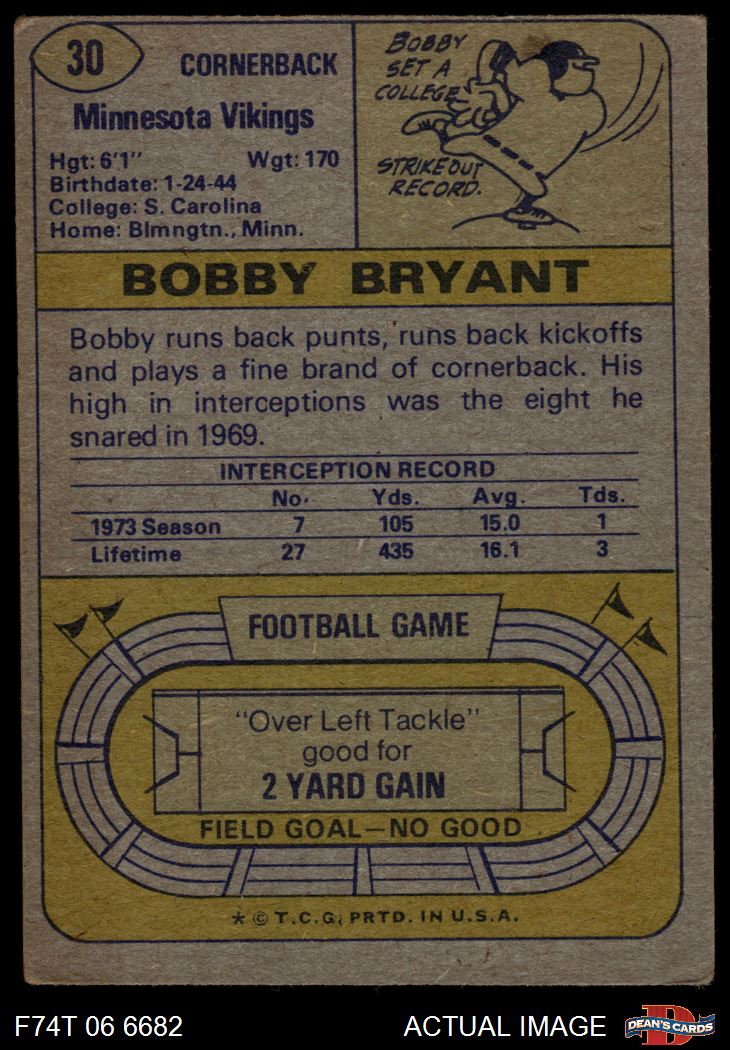 30
CORNERBACK
Minnesota Vikings
Hgt: 6'1" Wgt: 170
Birthdate: 1-24-44
College: S. Carolina
Home: Blmngtn., Minn.
BOBBY
SET A
COLLEGE
STRIKEOUT
RECORD.
BOBBY BRYANT
Bobby runs back punts, runs back kickoffs
and plays a fine brand of cornerback. His
high in interceptions was the eight he
snared in 1969.
INTERCEPTION RECORD
No. Yds. Avg. Tds.
1973 Season 7 105 15.0 1
Lifetime 27 435 16.1 3
FOOTBALL GAME
"Over Left Tackle"
good for
2 YARD GAIN
FIELD GOAL—NO GOOD
* © T.C.G. PRTD. IN U.S.A.
F74T 06 6682 ACTUAL IMAGE
D
DEAN'S CARDS